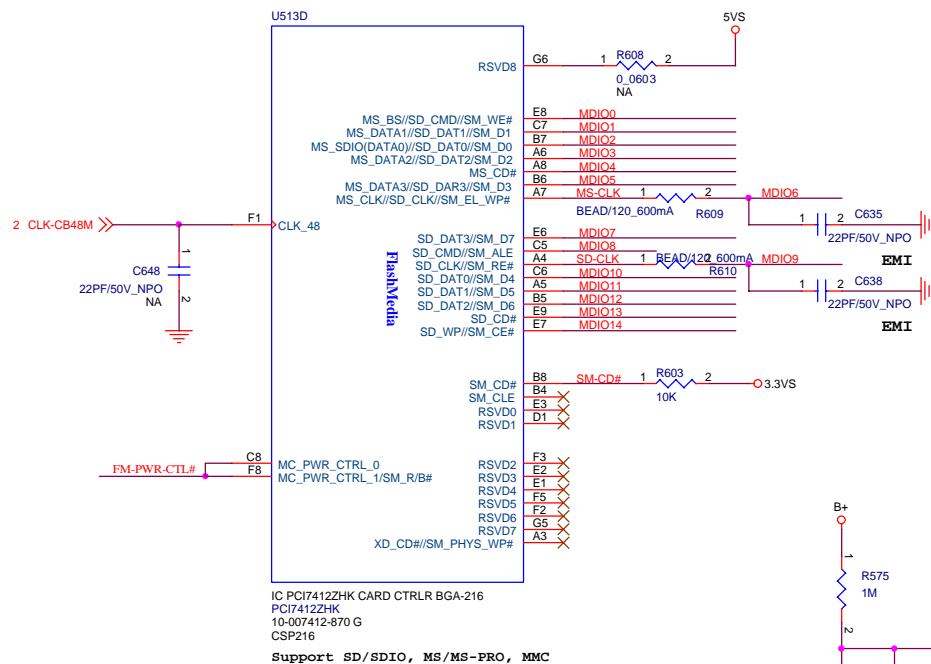 U513D
5VS
RSVD8 G6 1 R608 2
0_0603
NA
MS_BS//SD_CMD//SM_WE# E8 MDIO0
MS_DATA1//SD_DAT1//SM_D1 C7 MDIO1
MS_SDIO(DATA0)//SD_DAT0//SM_D0 B7 MDIO2
MS_DATA2//SD_DAT2//SM_D2 A6 MDIO3
MS_CD# A8 MDIO4
MS_DATA3//SD_DAR3//SM_D3 B6 MDIO5
MS_CLK//SD_CLK//SM_EL_WP# A7 MS-CLK 1 2 MDIO6
BEAD/120_600mA R609
1 2 C635
22PF/50V_NPO
EMI
2 CLK-CB48M F1 CLK_48
1 C648
22PF/50V_NPO
NA 2
FlashMedia
SD_DAT3//SM_D7 E6 MDIO7
SD_CMD//SM_ALE C5 MDIO8
SD_CLK//SM_RE# A4 SD-CLK 1 BEAD/120_600mA 2 MDIO9
R610
SD_DAT0//SM_D4 C6 MDIO10
SD_DAT1//SM_D5 A5 MDIO11
SD_DAT2//SM_D6 B5 MDIO12
SD_CD# E9 MDIO13
SD_WP//SM_CE# E7 MDIO14
1 2 C638
22PF/50V_NPO
EMI
SM_CD# B8 SM-CD# 1 R603 2 3.3VS
10K
SM_CLE B4
RSVD0 E3
RSVD1 D1
FM-PWR-CTL#
C8 MC_PWR_CTRL_0
F8 MC_PWR_CTRL_1/SM_R/B#
RSVD2 F3
RSVD3 E2
RSVD4 E1
RSVD5 F5
RSVD6 F2
RSVD7 G5
XD_CD#//SM_PHYS_WP# A3
B+
1
R575
1M
2
IC PCI7412ZHK CARD CTRLR BGA-216
PCI7412ZHK
10-007412-870 G
CSP216
Support SD/SDIO, MS/MS-PRO, MMC